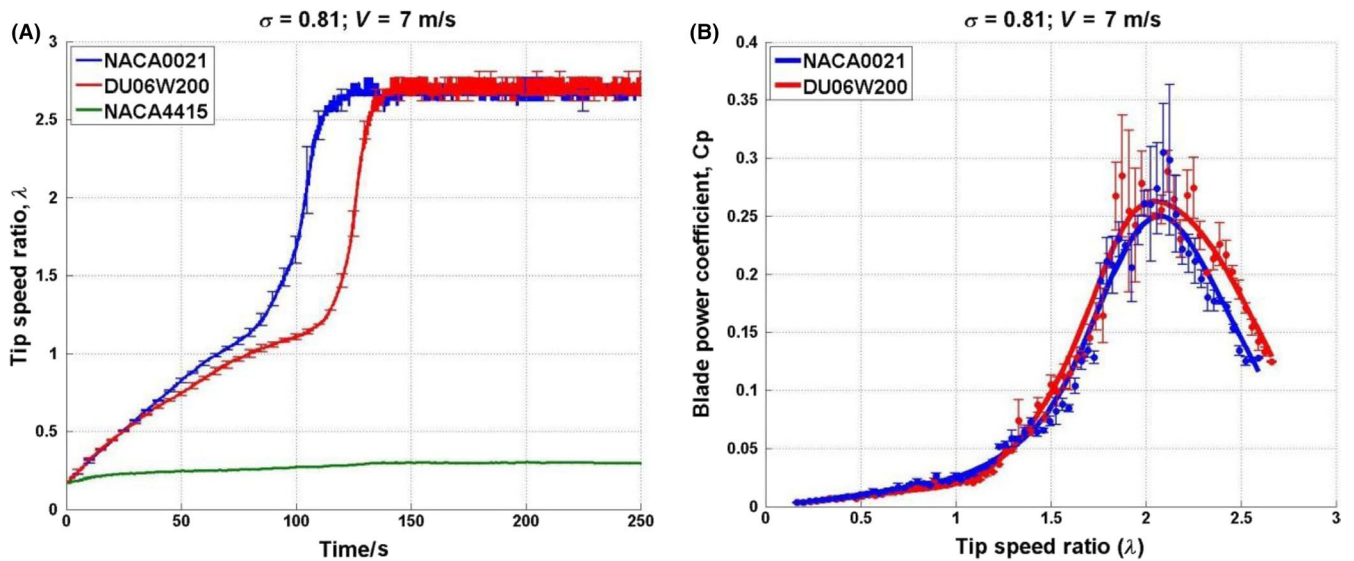 (A)
σ = 0.81; V = 7 m/s
3
2.5
2
1.5
1
0.5
0
Tip speed ratio, λ
NACA0021
DU06W200
NACA4415
0 50 100 150 200 250
Time/s
(B)
σ = 0.81; V = 7 m/s
0.4
0.35
0.3
0.25
0.2
0.15
0.1
0.05
0
Blade power coefficient, Cp
NACA0021
DU06W200
0 0.5 1 1.5 2 2.5 3
Tip speed ratio (λ)